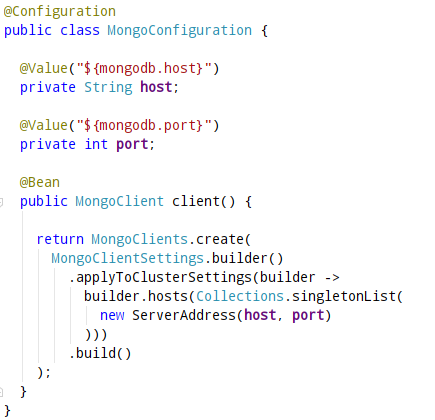 @Configuration
public class MongoConfiguration {
@Value("${mongodb.host}")
private String host;
@Value("${mongodb.port}")
private int port;
@Bean
public MongoClient client() {
return MongoClients.create(
MongoClientSettings.builder()
.applyToClusterSettings(builder ->
builder.hosts(Collections.singletonList(
new ServerAddress(host, port)
)))
.build()
);
}
}